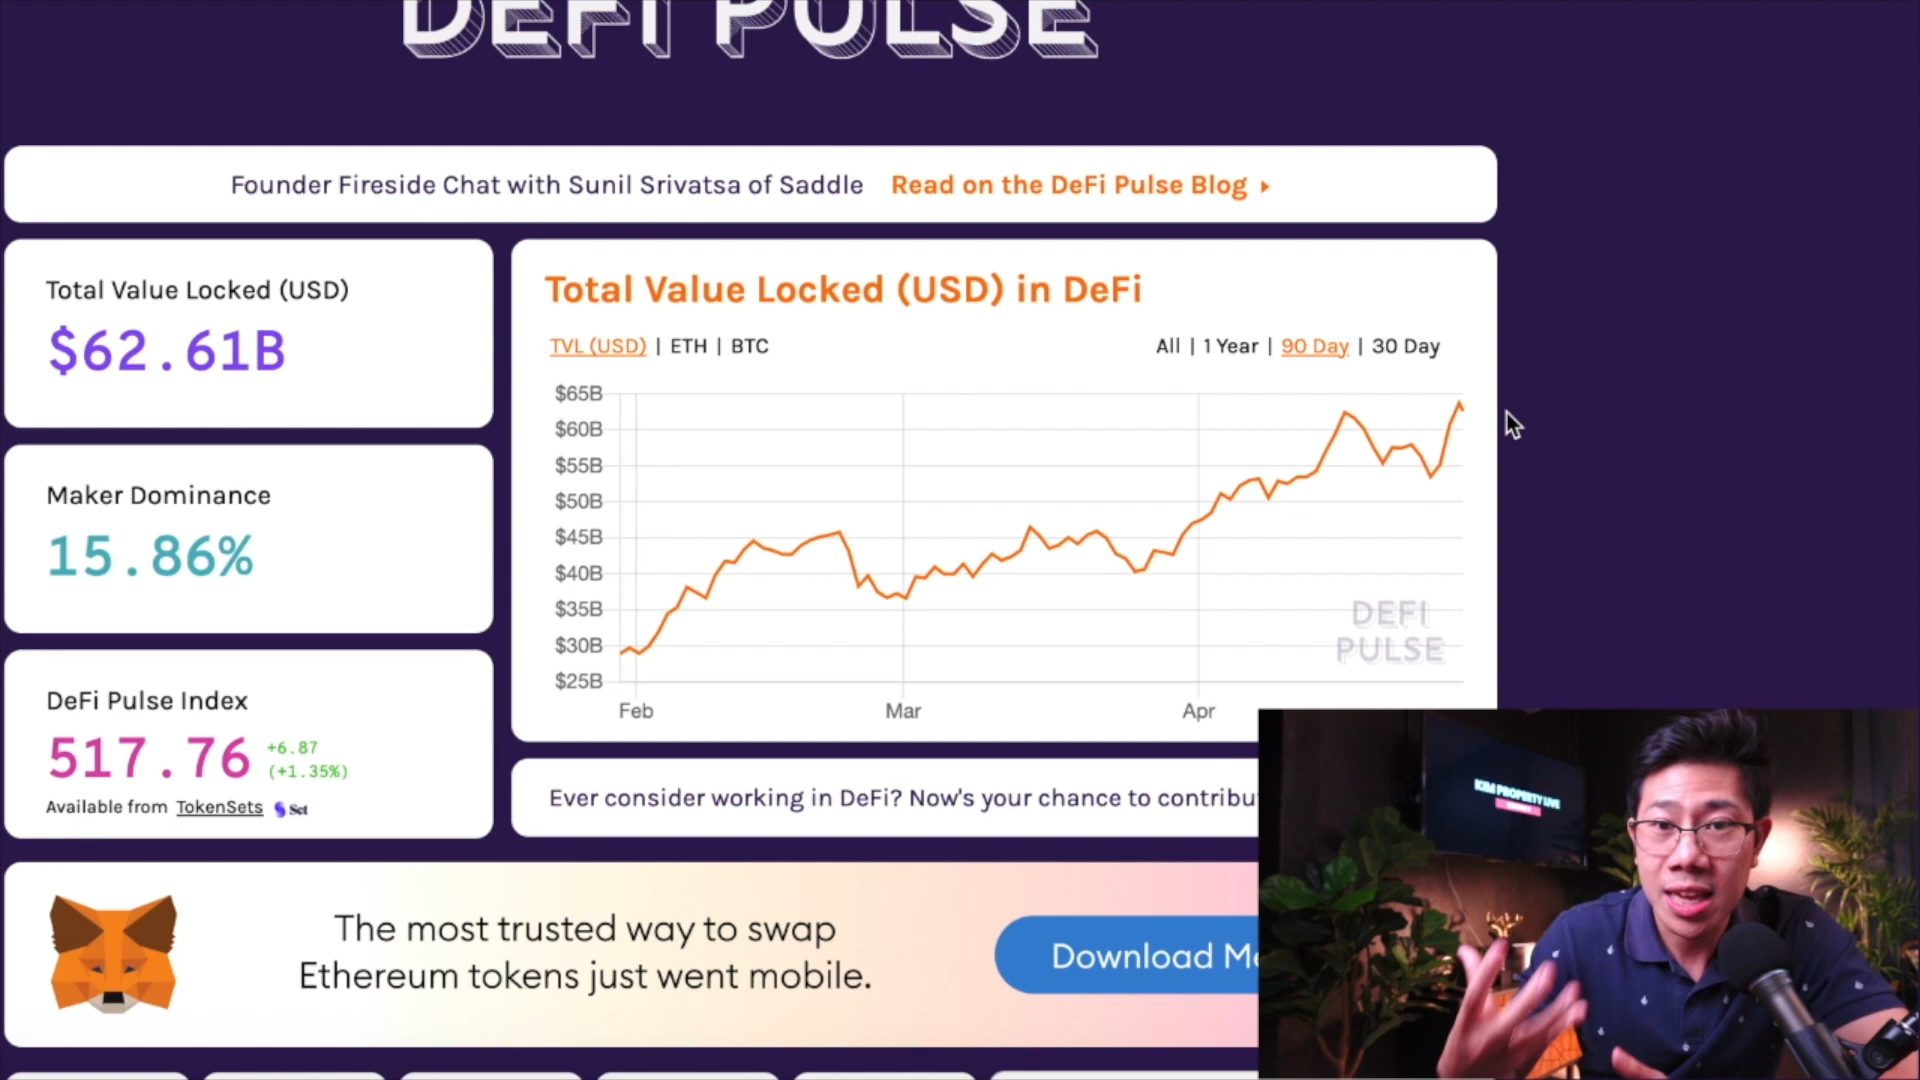 DEFI PULSE
Founder Fireside Chat with Sunil Srivatsa of Saddle Read on the DeFi Pulse Blog
Total Value Locked (USD)
$62.61B
Maker Dominance
15.86%
DeFi Pulse Index
517.76 +6.87
(+1.35%)
Available from TokenSets Set
Total Value Locked (USD) in DeFi
TVL (USD) | ETH | BTC All | 1 Year | 90 Day | 30 Day
$65B
$60B
$55B
$50B
$45B
$40B
$35B
$30B
$25B
Feb Mar Apr
DEFI
PULSE
Ever consider working in DeFi? Now's your chance to contribu
The most trusted way to swap
Ethereum tokens just went mobile.
Download Me
KIM PROPERTY LIVE